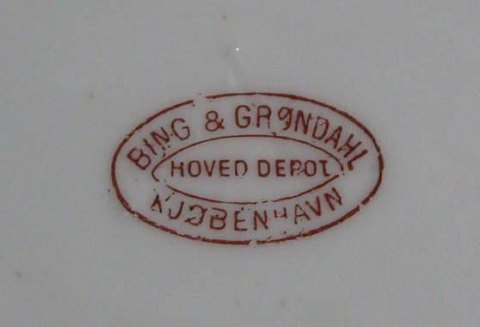 BING & GRØNDAHL
HOVED DEPOT
KJØBENHAVN